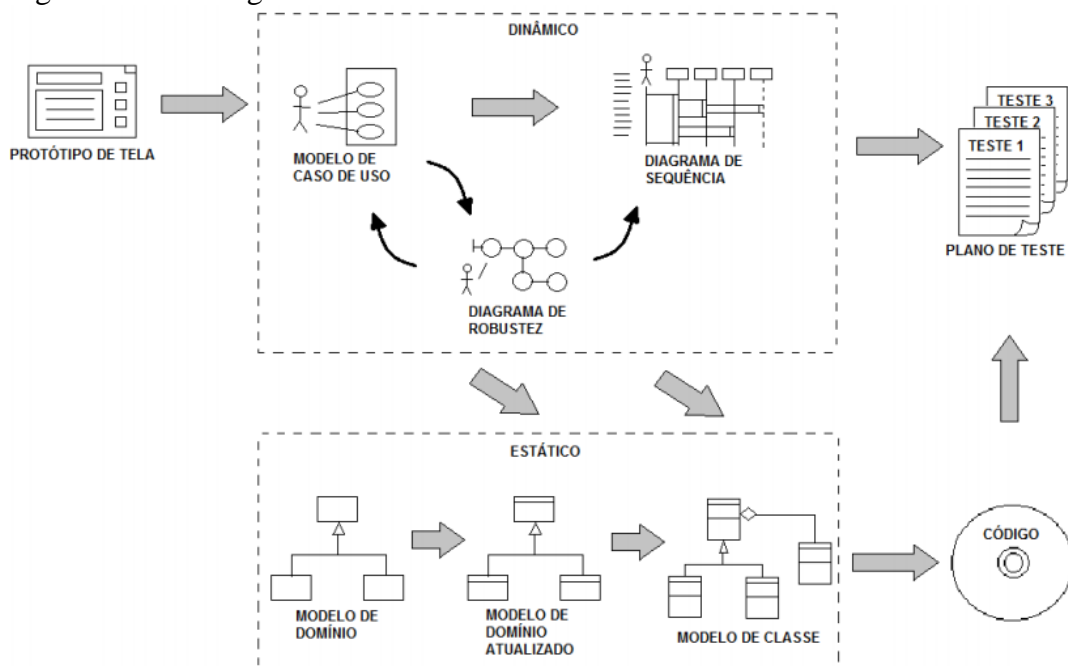 DINÂMICO
PROTÓTIPO DE TELA
MODELO DE
CASO DE USO
DIAGRAMA DE
SEQUÊNCIA
DIAGRAMA DE
ROBUSTEZ
TESTE 3
TESTE 2
TESTE 1
PLANO DE TESTE
ESTÁTICO
MODELO DE
DOMÍNIO
MODELO DE
DOMÍNIO
ATUALIZADO
MODELO DE CLASSE
CÓDIGO